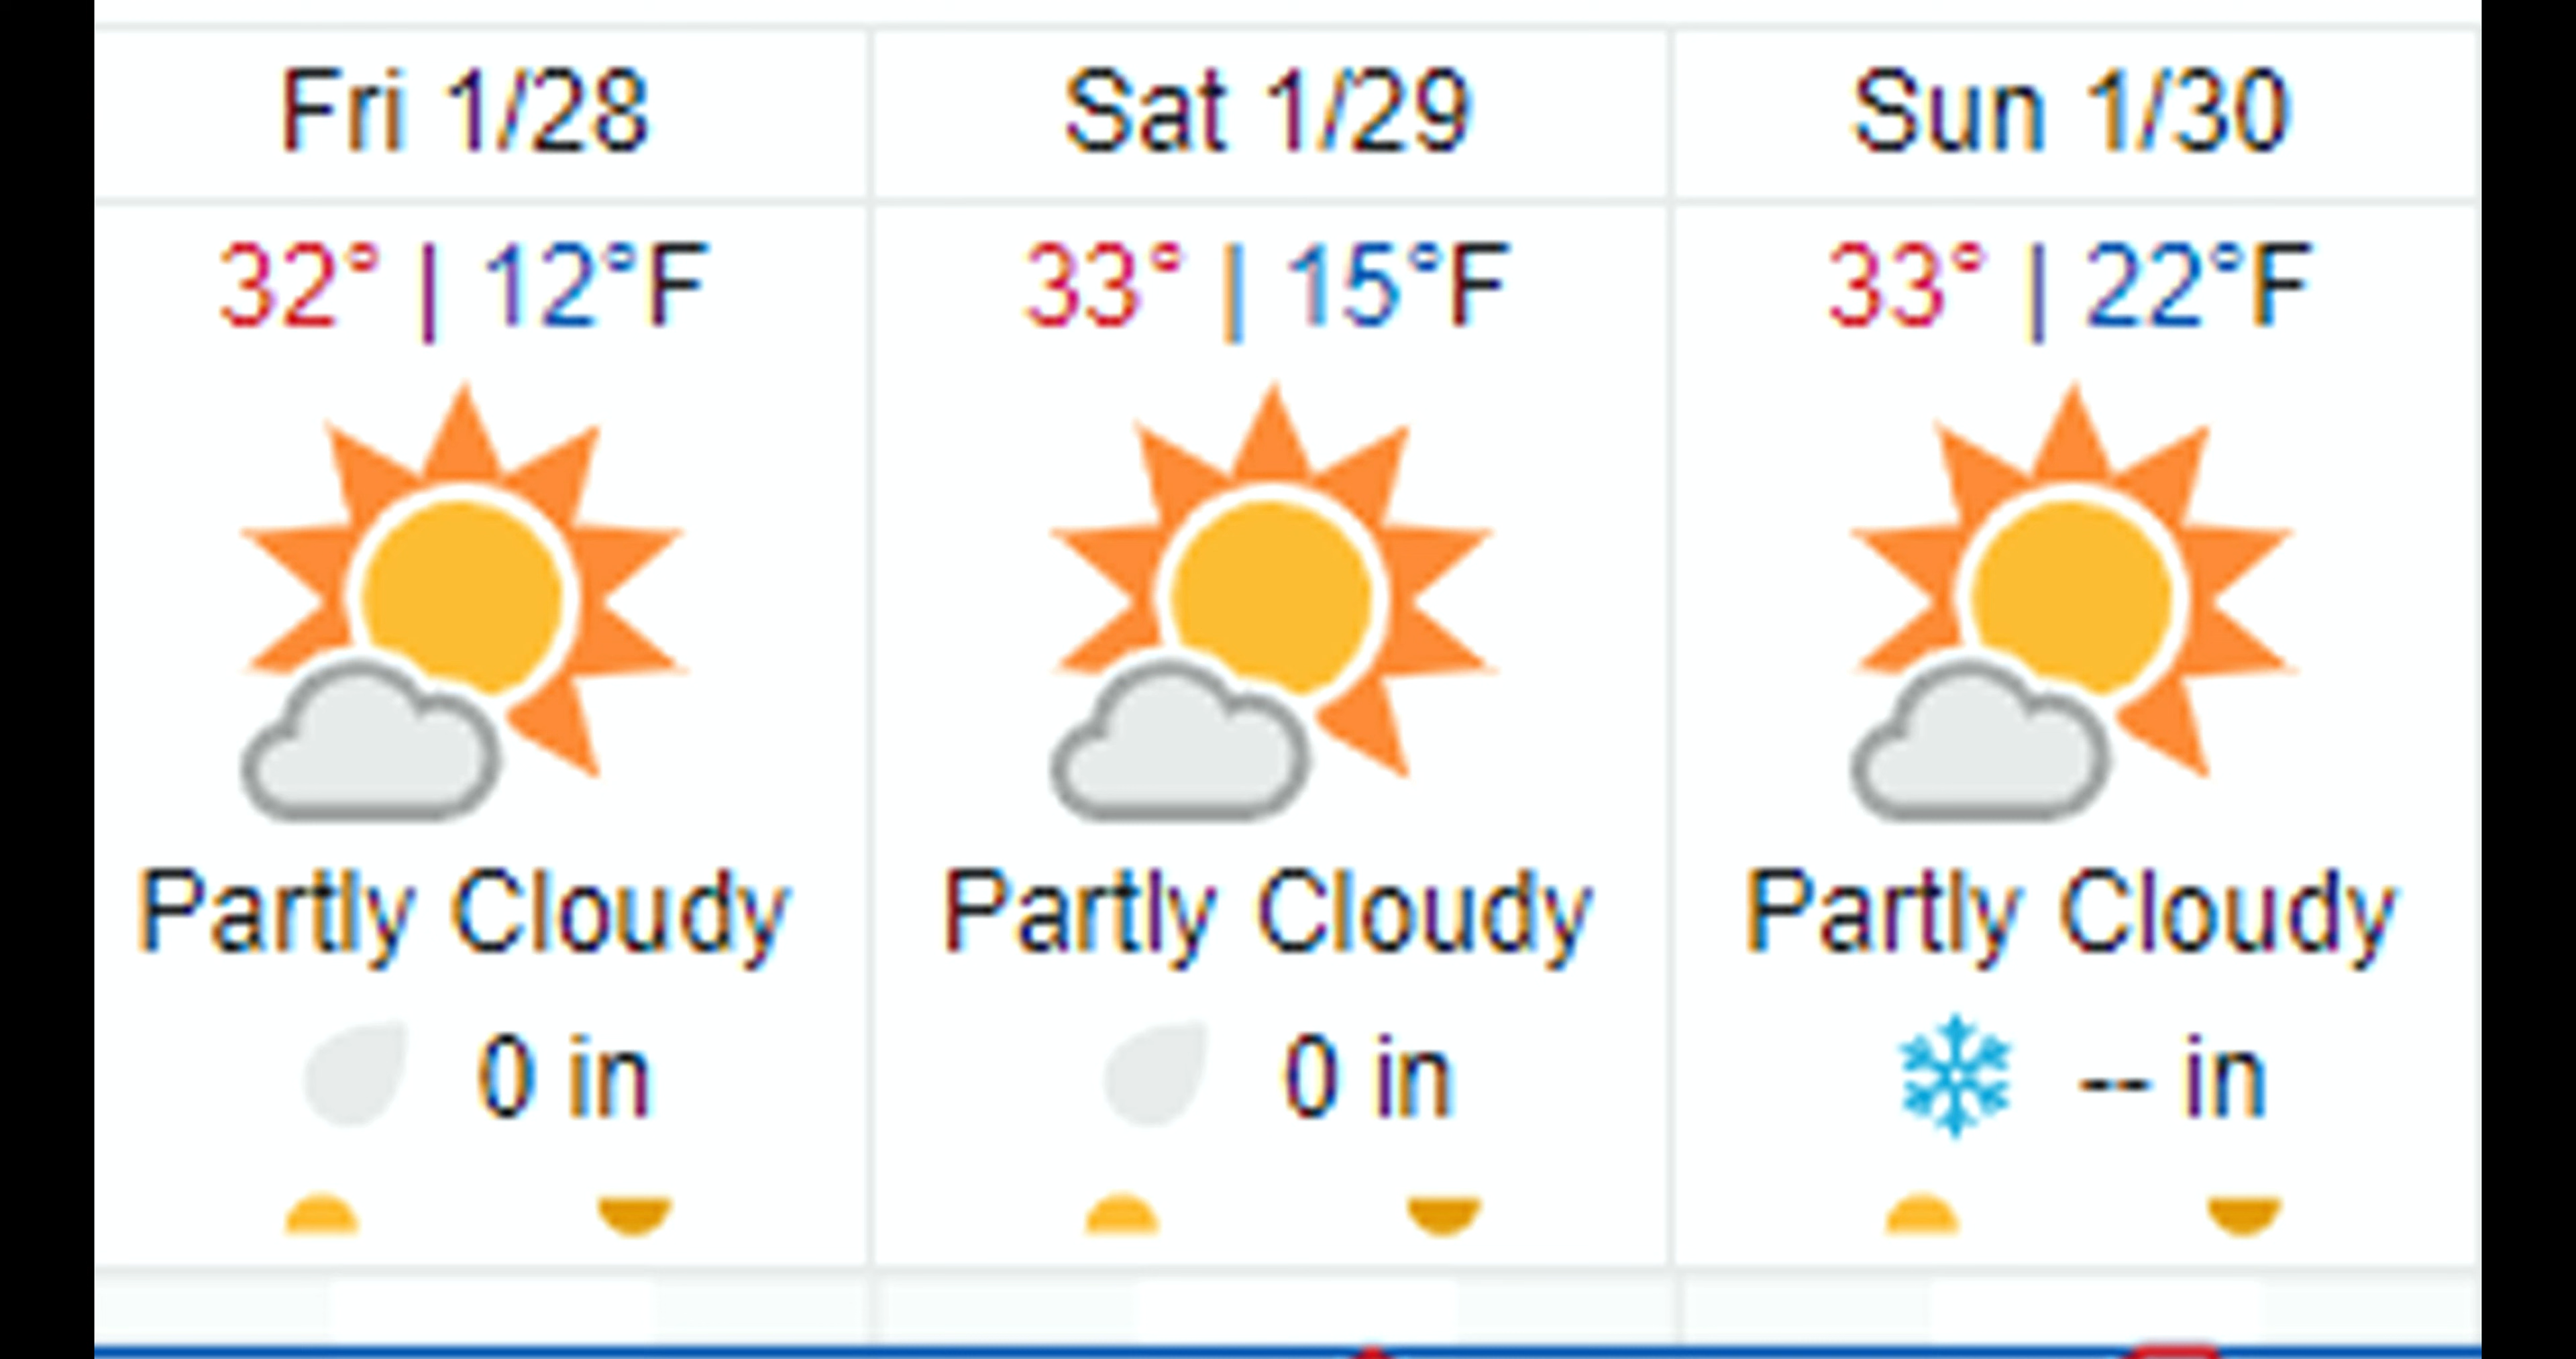 Fri 1/28
Sat 1/29
Sun 1/30
32° | 12°F
33° | 15°F
33° | 22°F
Partly Cloudy
Partly Cloudy
Partly Cloudy
0 in
0 in
-- in